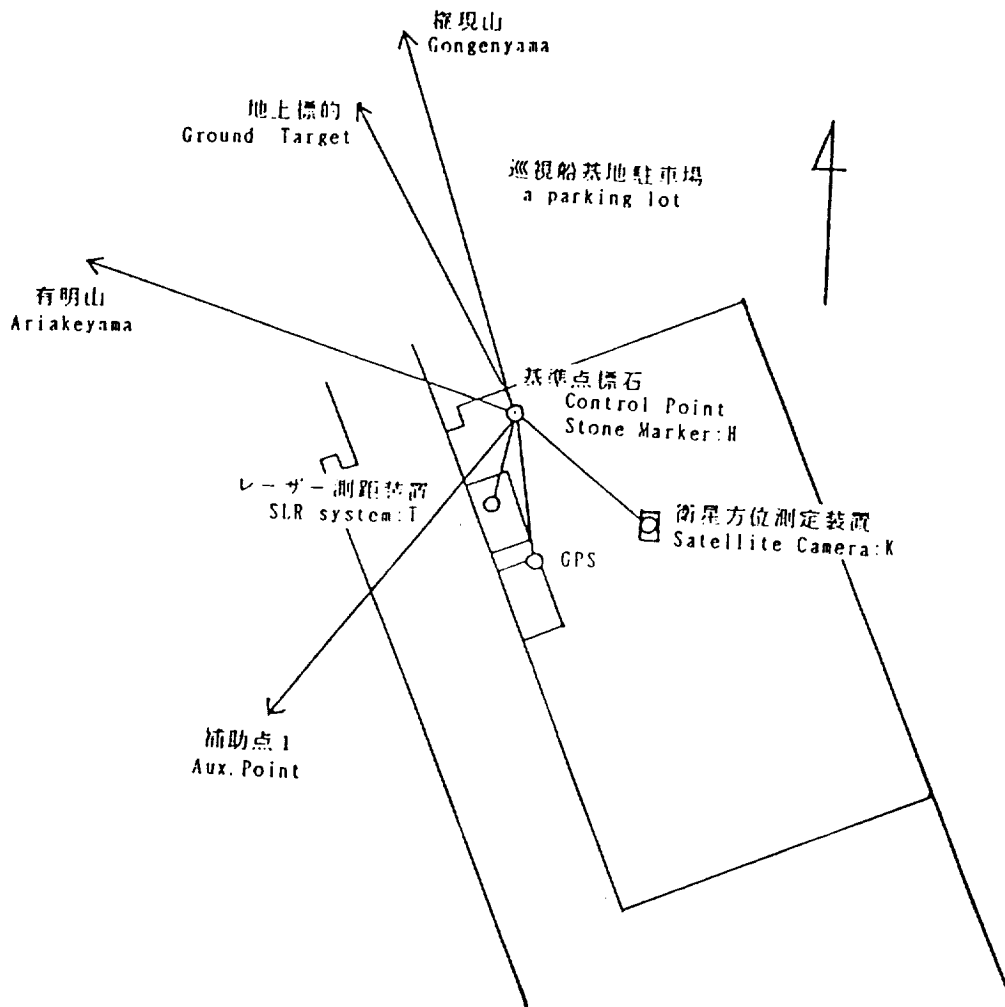 権現山
Gongenyama
地上標的
Ground Target
巡視船基地駐車場
a parking lot
有明山
Ariakeyama
基準点標石
Control Point
Stone Marker:H
レーザー測距装置
SLR system:T
衛星方位測定装置
Satellite Camera:K
GPS
補助点1
Aux.Point